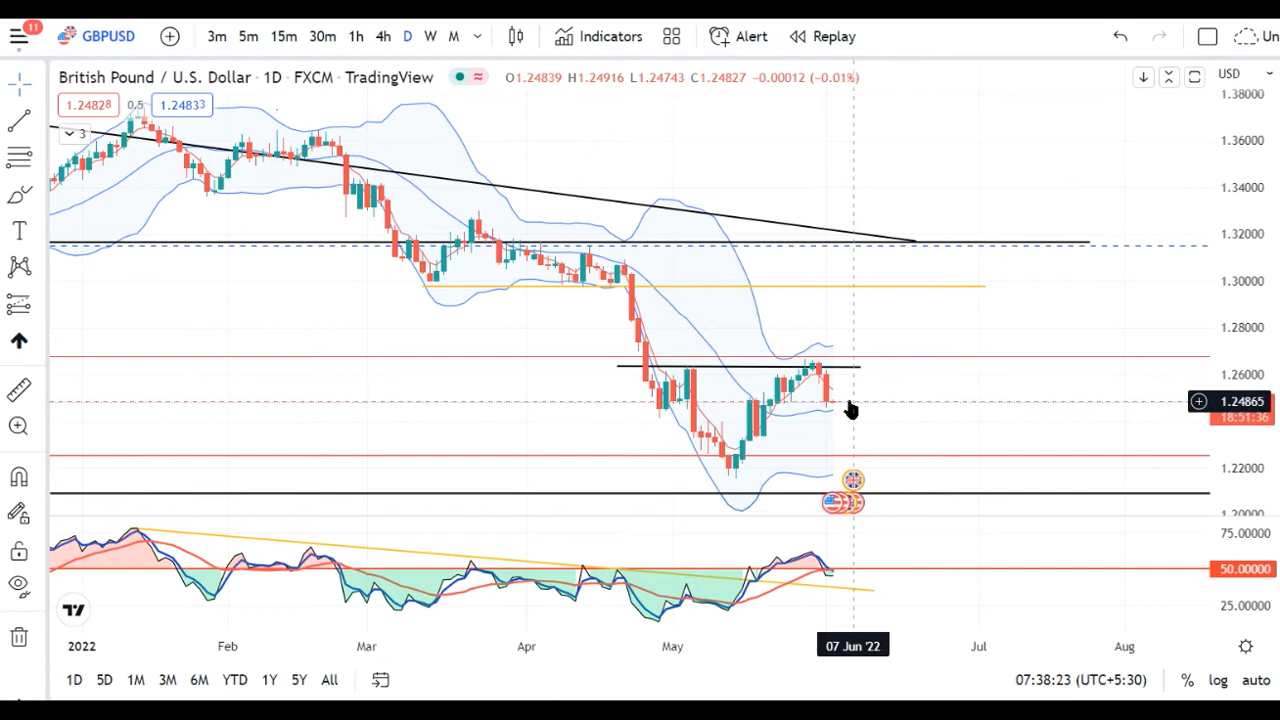 11
GBPUSD
3m 5m 15m 30m 1h 4h D W M
Indicators
Alert
Replay
Un
British Pound / U.S. Dollar · 1D · FXCM · TradingView
O1.24839 H1.24916 L1.24743 C1.24827 −0.00012 (−0.01%)
USD
1.24828 0.5 1.24833
3
1.38000
1.36000
1.34000
1.32000
1.30000
1.28000
1.26000
1.24865
18:51:36
1.22000
1.20000
75.00000
50.00000
25.00000
2022 Feb Mar Apr May 07 Jun '22 Jul Aug
1D 5D 1M 3M 6M YTD 1Y 5Y All
07:38:23 (UTC+5:30)
% log auto